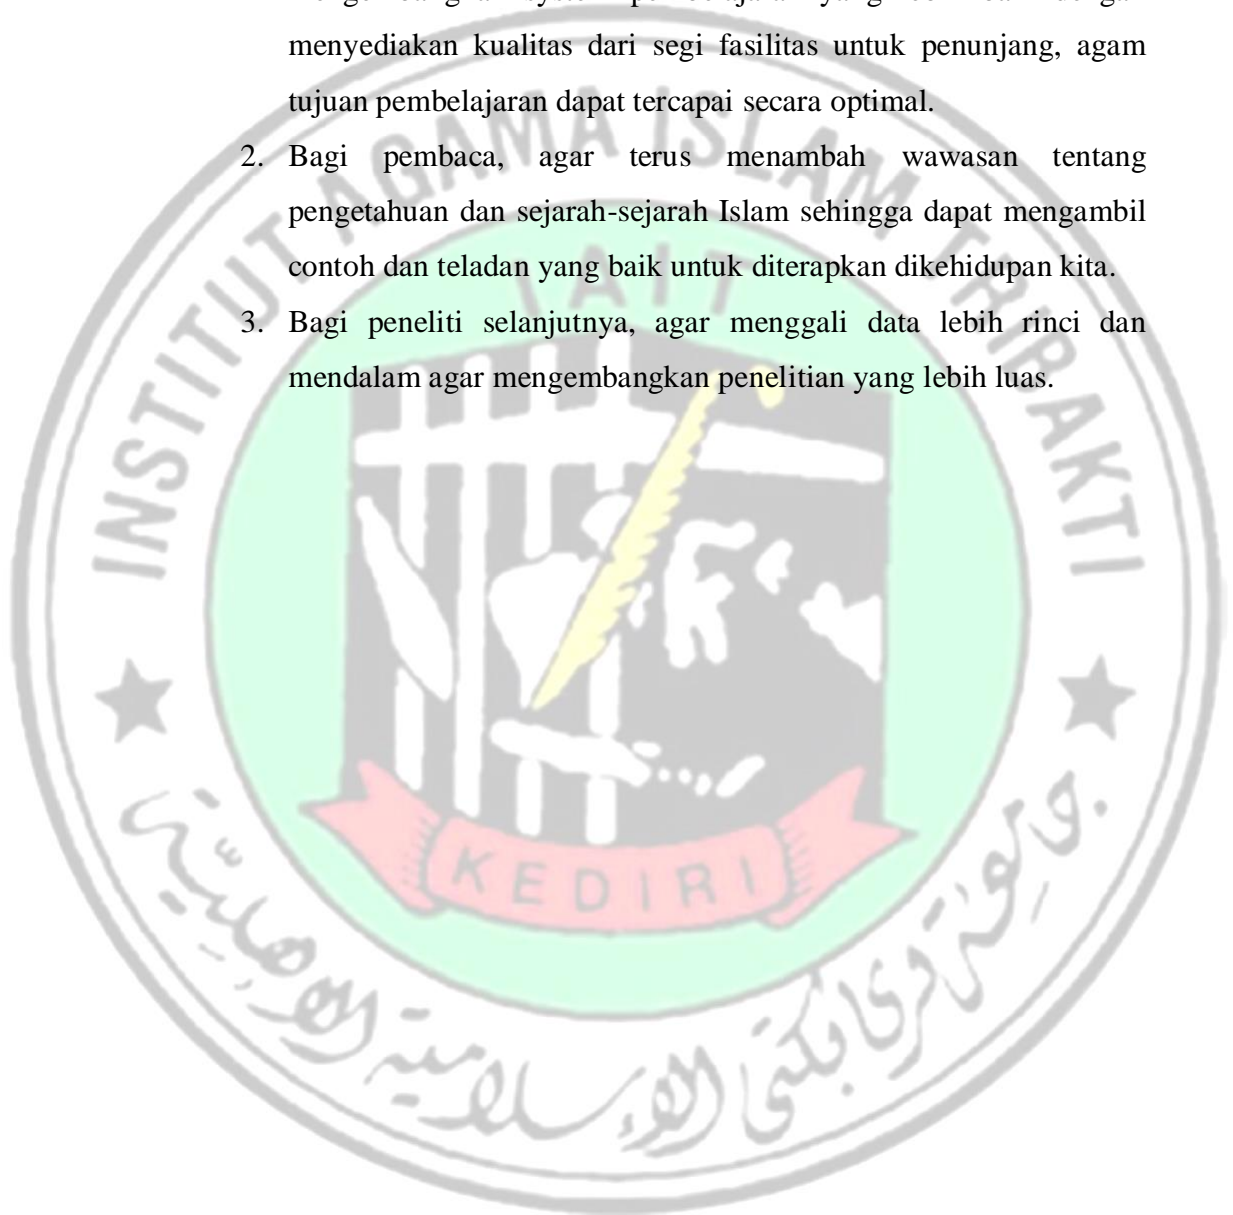 menyediakan kualitas dari segi fasilitas untuk penunjang, agam
tujuan pembelajaran dapat tercapai secara optimal.
2. Bagi pembaca, agar terus menambah wawasan tentang
pengetahuan dan sejarah-sejarah Islam sehingga dapat mengambil
contoh dan teladan yang baik untuk diterapkan dikehidupan kita.
3. Bagi peneliti selanjutnya, agar menggali data lebih rinci dan
mendalam agar mengembangkan penelitian yang lebih luas.
INSTITUT AGAMA ISLAM TRIBAKTI
IAIT
KEDIRI